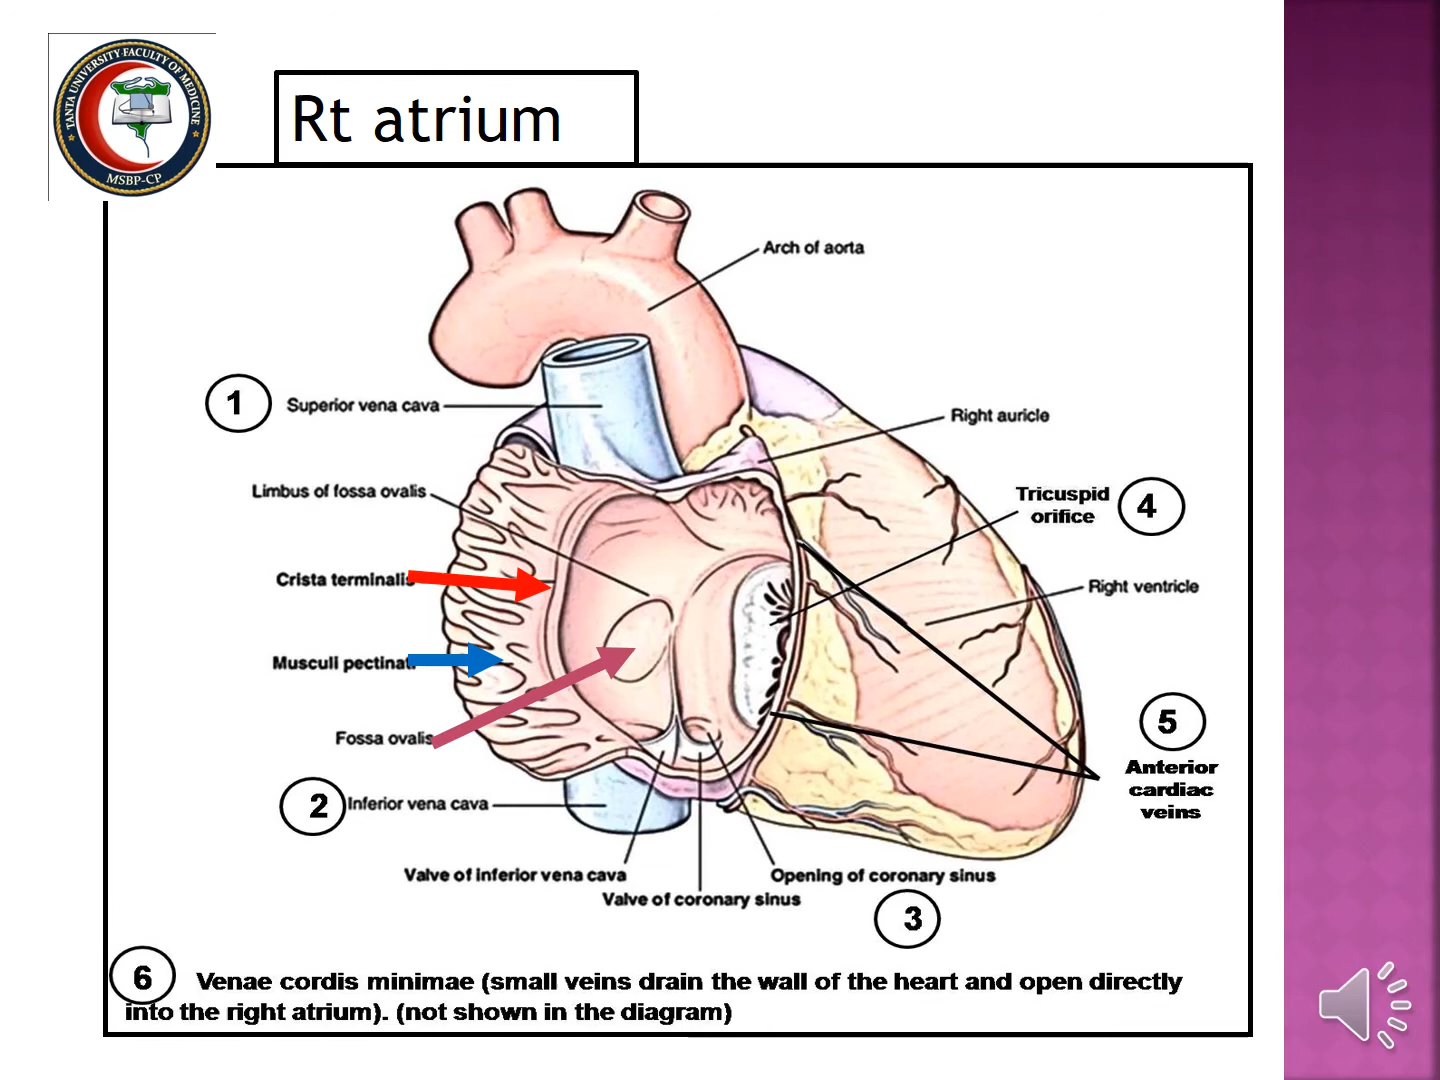 TANTA UNIVERSITY-FACULTY OF MEDICINE
MSBP-CP
Rt atrium
Arch of aorta
1
Superior vena cava
Right auricle
Limbus of fossa ovalis
Tricuspid
orifice
4
Crista terminalis
Right ventricle
Musculi pectinati
Fossa ovalis
5
Anterior
cardiac
veins
2
Inferior vena cava
Valve of inferior vena cava
Opening of coronary sinus
Valve of coronary sinus
3
6 Venae cordis minimae (small veins drain the wall of the heart and open directly
into the right atrium). (not shown in the diagram)